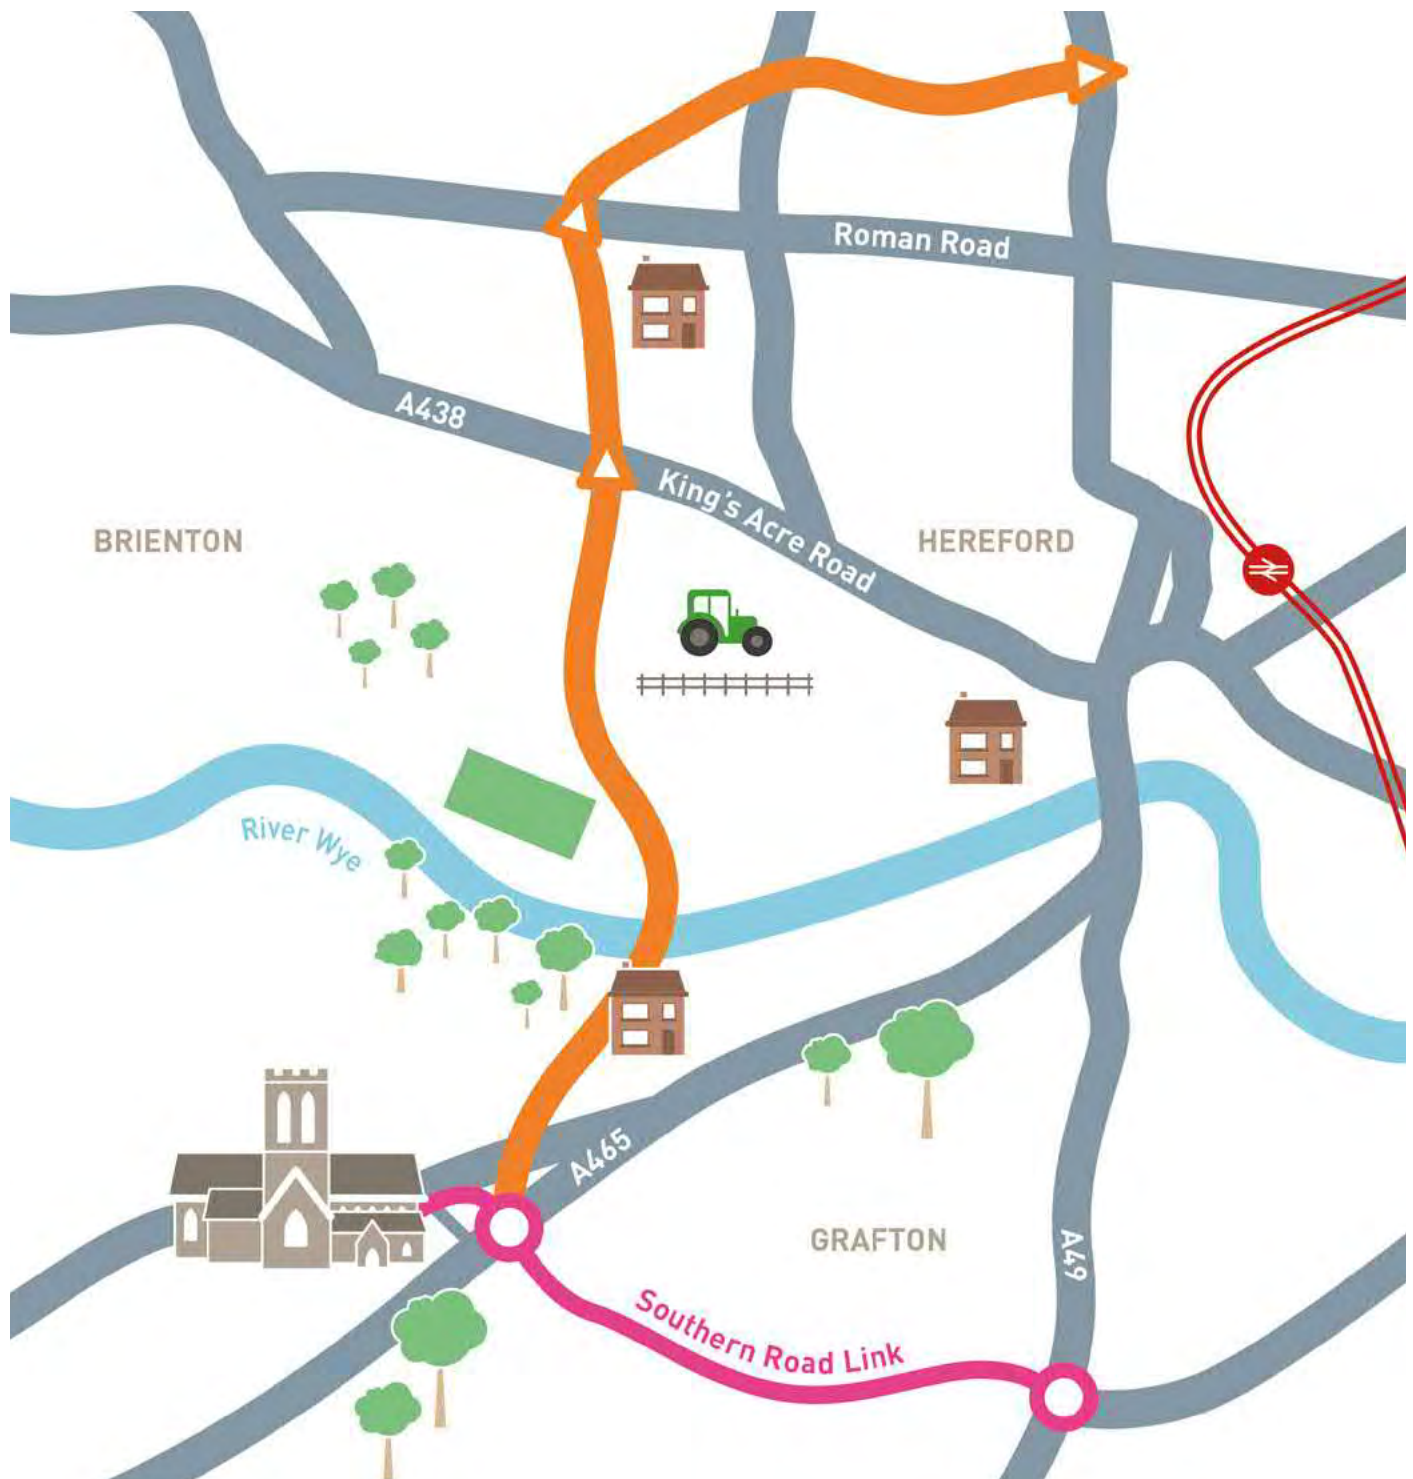 Roman Road
A438
King's Acre Road
BRIENTON
HEREFORD
River Wye
A465
GRAFTON
A49
Southern Road Link